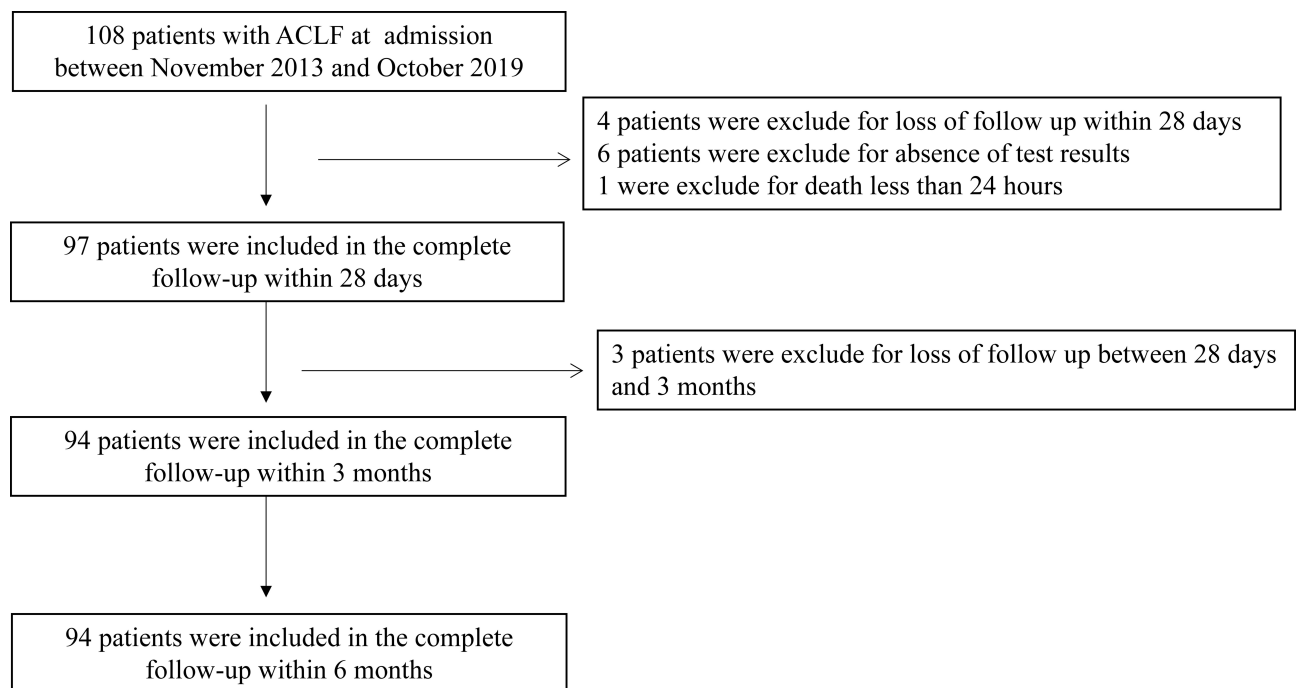 108 patients with ACLF at admission
between November 2013 and October 2019
4 patients were exclude for loss of follow up within 28 days
6 patients were exclude for absence of test results
1 were exclude for death less than 24 hours
97 patients were included in the complete
follow-up within 28 days
3 patients were exclude for loss of follow up between 28 days
and 3 months
94 patients were included in the complete
follow-up within 3 months
94 patients were included in the complete
follow-up within 6 months